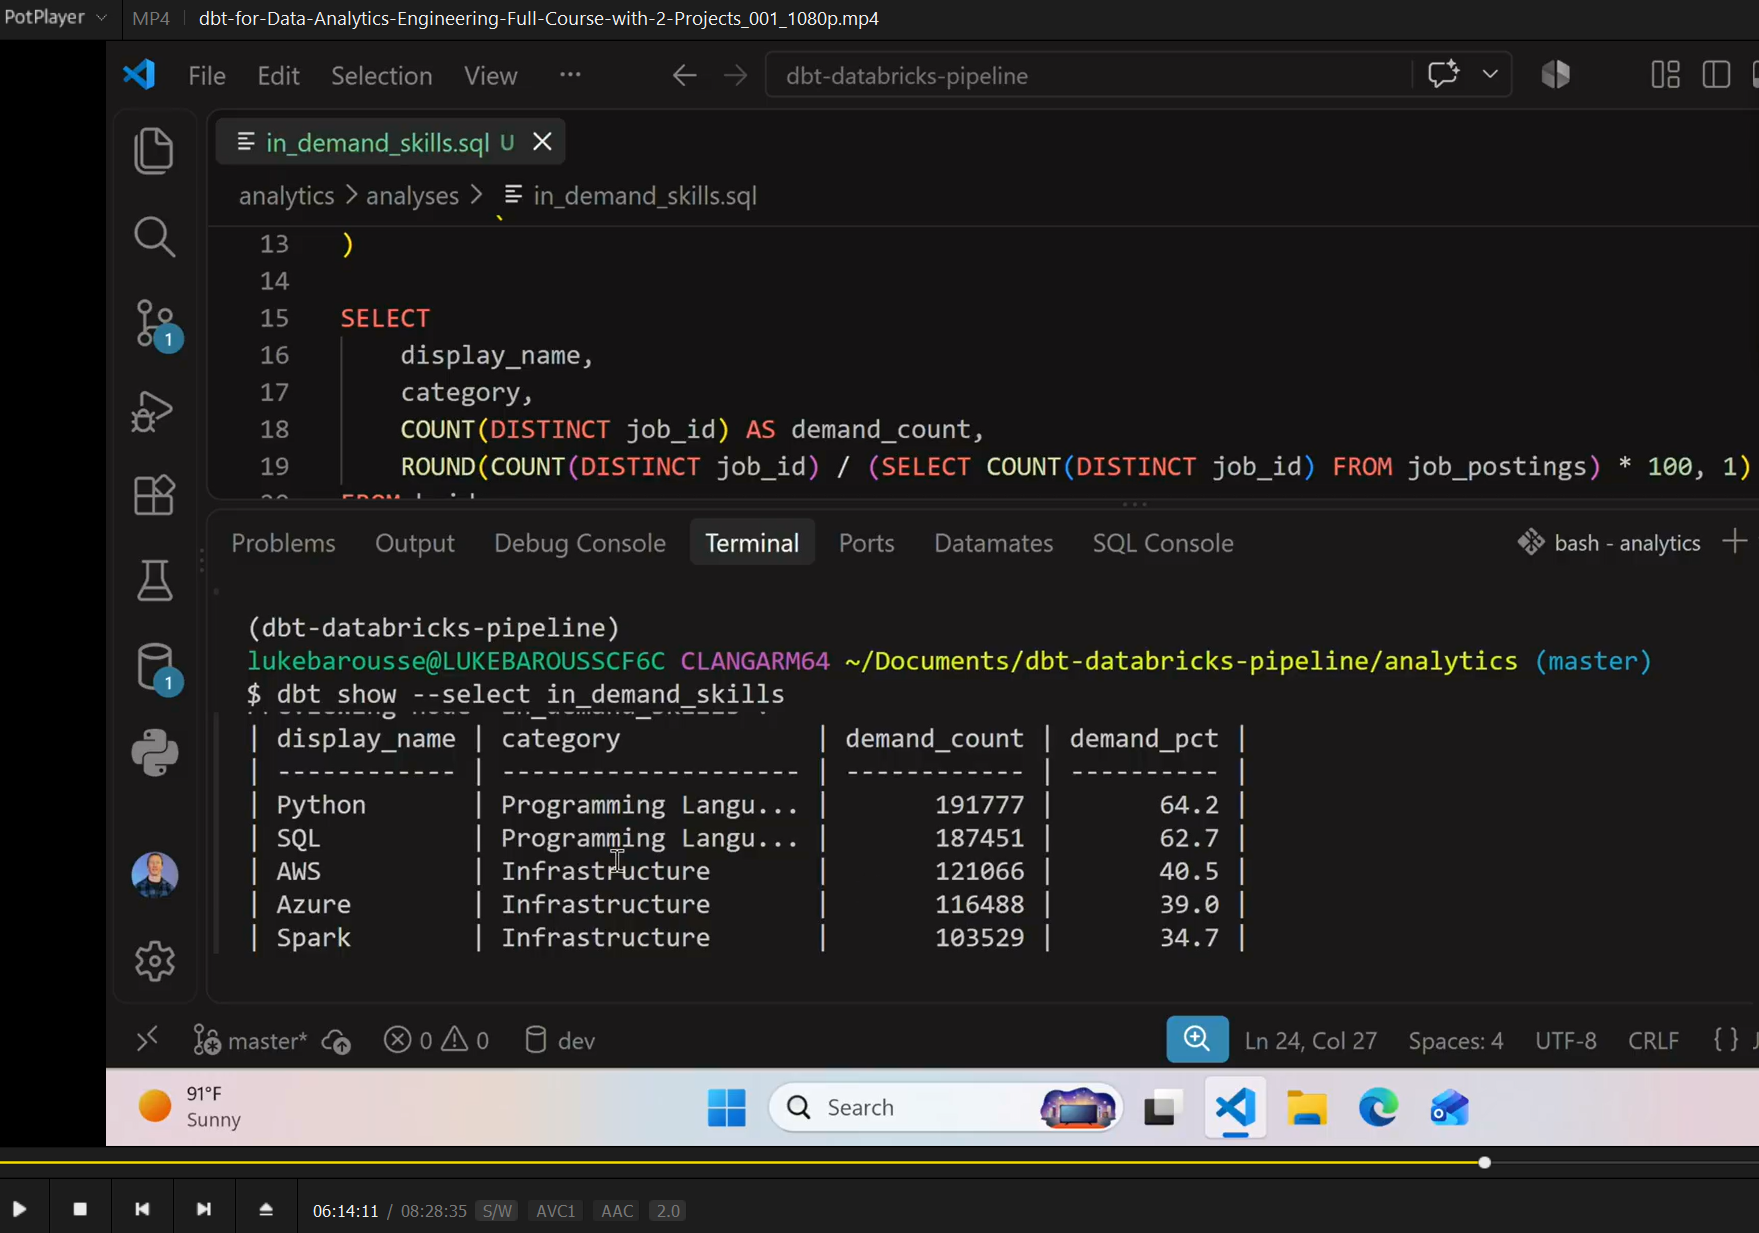 PotPlayer MP4 dbt-for-Data-Analytics-Engineering-Full-Course-with-2-Projects_001_1080p.mp4
File Edit Selection View ··· dbt-databricks-pipeline
in_demand_skills.sql U
analytics > analyses > in_demand_skills.sql
13 )
14
15 SELECT
16 display_name,
17 category,
18 COUNT(DISTINCT job_id) AS demand_count,
19 ROUND(COUNT(DISTINCT job_id) / (SELECT COUNT(DISTINCT job_id) FROM job_postings) * 100, 1)
1
Problems Output Debug Console Terminal Ports Datamates SQL Console bash - analytics
(dbt-databricks-pipeline)
lukebarousse@LUKEBAROUSSCF6C CLANGARM64 ~/Documents/dbt-databricks-pipeline/analytics (master)
$ dbt show --select in_demand_skills
| display_name | category | demand_count | demand_pct |
| ------------ | -------------------- | ------------ | ---------- |
| Python | Programming Langu... | 191777 | 64.2 |
| SQL | Programming Langu... | 187451 | 62.7 |
| AWS | Infrastructure | 121066 | 40.5 |
| Azure | Infrastructure | 116488 | 39.0 |
| Spark | Infrastructure | 103529 | 34.7 |
1
master* 0 0 dev Ln 24, Col 27 Spaces: 4 UTF-8 CRLF { }
91°F
Sunny
Search
06:14:11 / 08:28:35 S/W AVC1 AAC 2.0